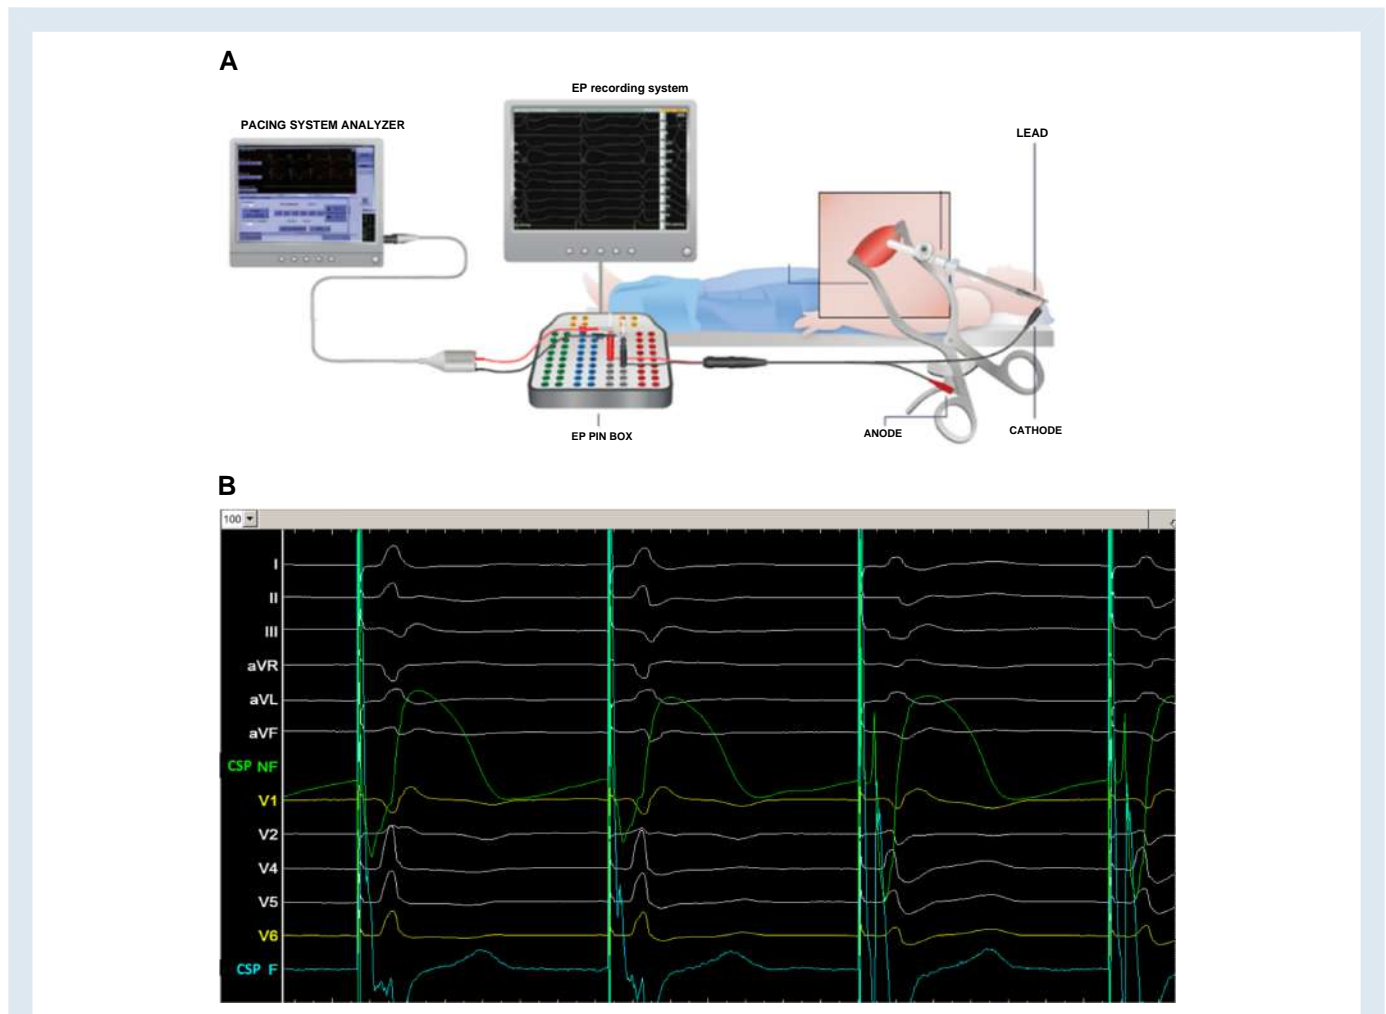 A
EP recording system
PACING SYSTEM ANALYZER
LEAD
ANODE
CATHODE
EP PIN BOX
B
100
I
II
III
aVR
aVL
aVF
CSP NF
V1
V2
V4
V5
V6
CSP F